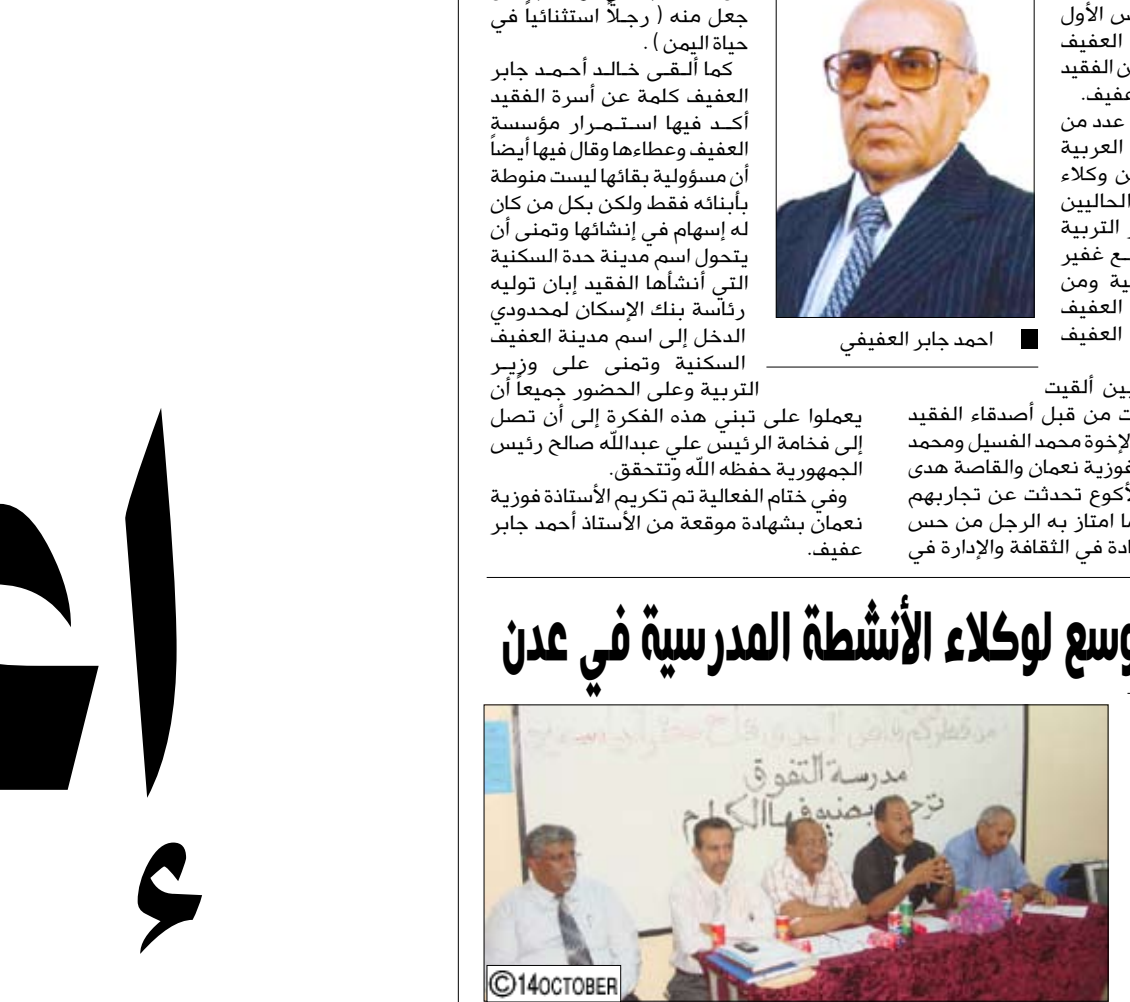 س الأول
العفيف
ن الفقيد
عفيف.
عدد من
العربية
ن وكلاء
الحاليين
ر التربية
ـع غفير
ية ومن
العفيف
العفيف
ين ألقيت
ت من قبل أصدقاء الفقيد
لإخوة محمد الفسيل ومحمد
فوزية نعمان والقاصة هدى
لأكوع تحدثت عن تجاربهم
ما امتاز به الرجل من حس
ادة في الثقافة والإدارة في
احمد جابر العفيفي
جعل منه ( رجلاً استثنائياً في
حياة اليمن ) .
كما ألقى خالد أحمد جابر
العفيف كلمة عن أسرة الفقيد
أكد فيها استمرار مؤسسة
العفيف وعطاءها وقال فيها أيضاً
أن مسؤولية بقائها ليست منوطة
بأبنائه فقط ولكن بكل من كان
له إسهام في إنشائها وتمنى أن
يتحول اسم مدينة حدة السكنية
التي أنشأها الفقيد إبان توليه
رئاسة بنك الإسكان لمحدودي
الدخل إلى اسم مدينة العفيف
السكنية وتمنى على وزير
التربية وعلى الحضور جميعاً أن
يعملوا على تبني هذه الفكرة إلى أن تصل
إلى فخامة الرئيس علي عبدالله صالح رئيس
الجمهورية حفظه الله وتتحقق.
وفي ختام الفعالية تم تكريم الأستاذة فوزية
نعمان بشهادة موقعة من الأستاذ أحمد جابر
عفيف.
وسع لوكلاء الأنشطة المدرسية في عدن
مدرسة التفوق
ترحب بضيوفها الكرام
©14OCTOBER